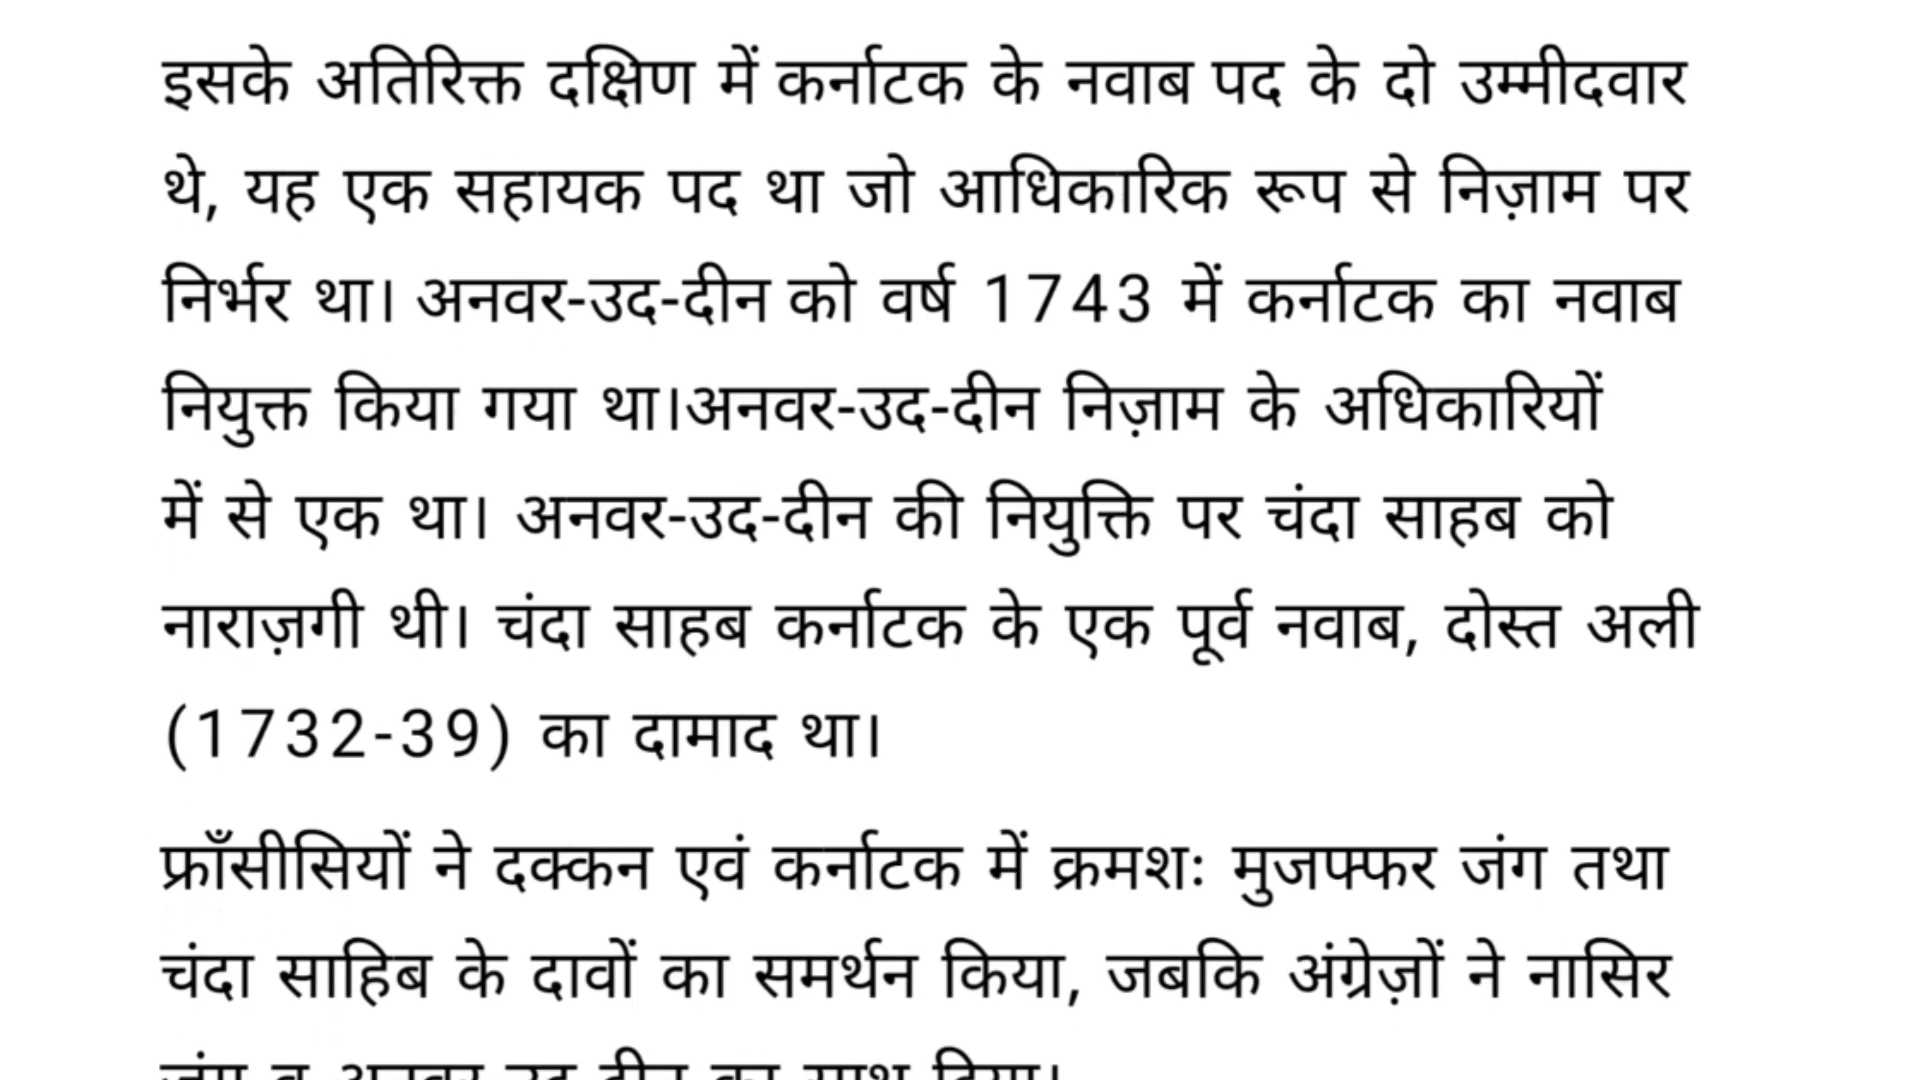 इसके अतिरिक्त दक्षिण में कर्नाटक के नवाब पद के दो उम्मीदवार
थे, यह एक सहायक पद था जो आधिकारिक रूप से निज़ाम पर
निर्भर था। अनवर-उद-दीन को वर्ष 1743 में कर्नाटक का नवाब
नियुक्त किया गया था।अनवर-उद-दीन निज़ाम के अधिकारियों
में से एक था। अनवर-उद-दीन की नियुक्ति पर चंदा साहब को
नाराज़गी थी। चंदा साहब कर्नाटक के एक पूर्व नवाब, दोस्त अली
(1732-39) का दामाद था।
फ्राँसीसियों ने दक्कन एवं कर्नाटक में क्रमशः मुजफ्फर जंग तथा
चंदा साहिब के दावों का समर्थन किया, जबकि अंग्रेज़ों ने नासिर
जंग व अनवर-उद-दीन का साथ दिया।